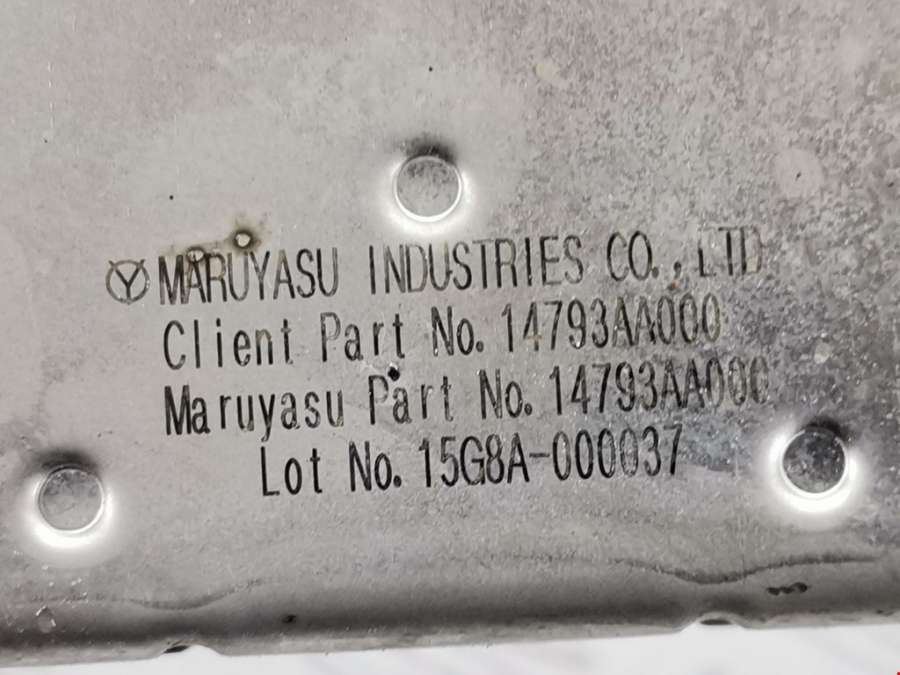 MARUYASU INDUSTRIES CO., LTD
Client Part No. 14793AA000
Maruyasu Part No. 14793AA000
Lot No. 15G8A-000037